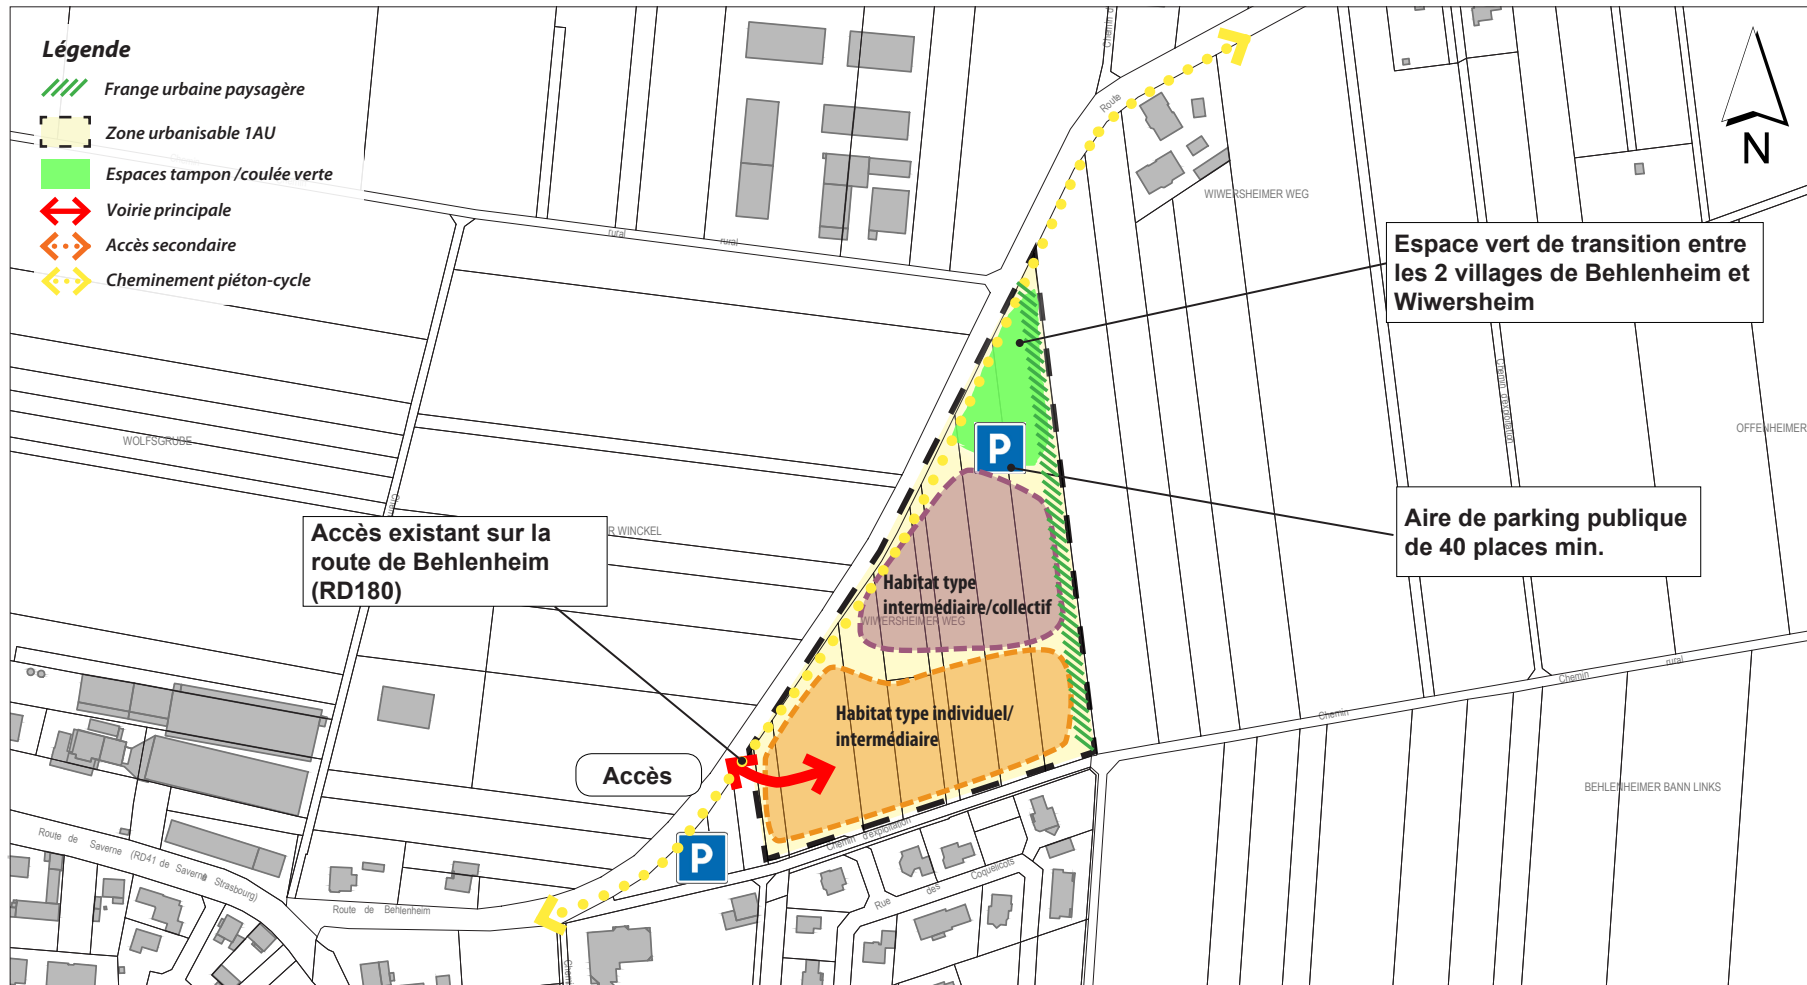 Légende
Frange urbaine paysagère
Zone urbanisable 1AU
Espaces tampon /coulée verte
Voirie principale
Accès secondaire
Cheminement piéton-cycle
Route
N
WIWERSHEIMER WEG
rural
rural
Espace vert de transition entre
les 2 villages de Behlenheim et
Wiwersheim
Chemin d'exploitation
OFFENHEIMER
WOLFSGRUBE
P
Aire de parking publique
de 40 places min.
Accès existant sur la
route de Behlenheim
(RD180)
R WINCKEL
Habitat type
intermédiaire/collectif
WIWERSHEIMER WEG
Chemin
rural
Chemin
Habitat type individuel/
intermédiaire
Accès
BEHLENHEIMER BANN LINKS
Chemin d'exploitation
Route de Saverne (RD41 de Saverne Strasbourg)
P
Rue des Coquelicots
Route de Behlenheim